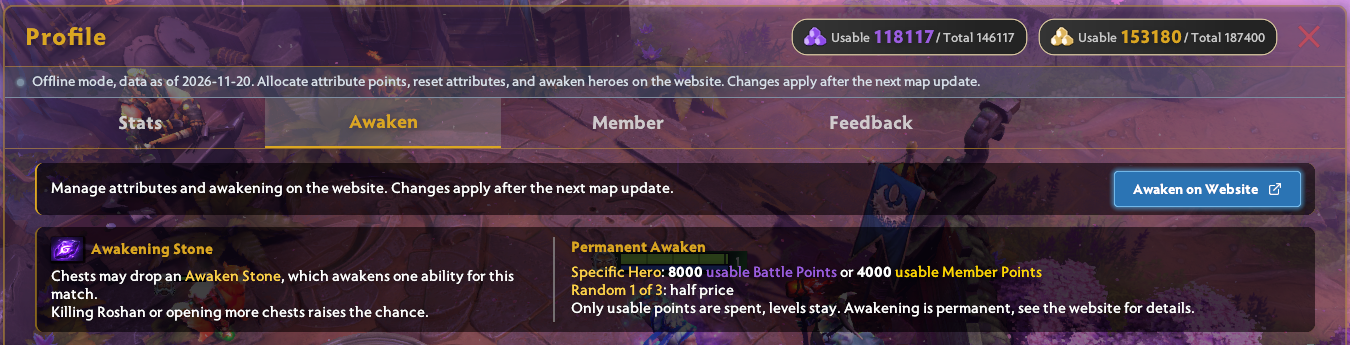 Profile
Usable 118117 / Total 146117
Usable 153180 / Total 187400
Offline mode, data as of 2026-11-20. Allocate attribute points, reset attributes, and awaken heroes on the website. Changes apply after the next map update.
Stats
Awaken
Member
Feedback
Manage attributes and awakening on the website. Changes apply after the next map update.
Awaken on Website
Awakening Stone
Chests may drop an Awaken Stone, which awakens one ability for this
match.
Killing Roshan or opening more chests raises the chance.
Permanent Awaken
Specific Hero: 8000 usable Battle Points or 4000 usable Member Points
Random 1 of 3: half price
Only usable points are spent, levels stay. Awakening is permanent, see the website for details.